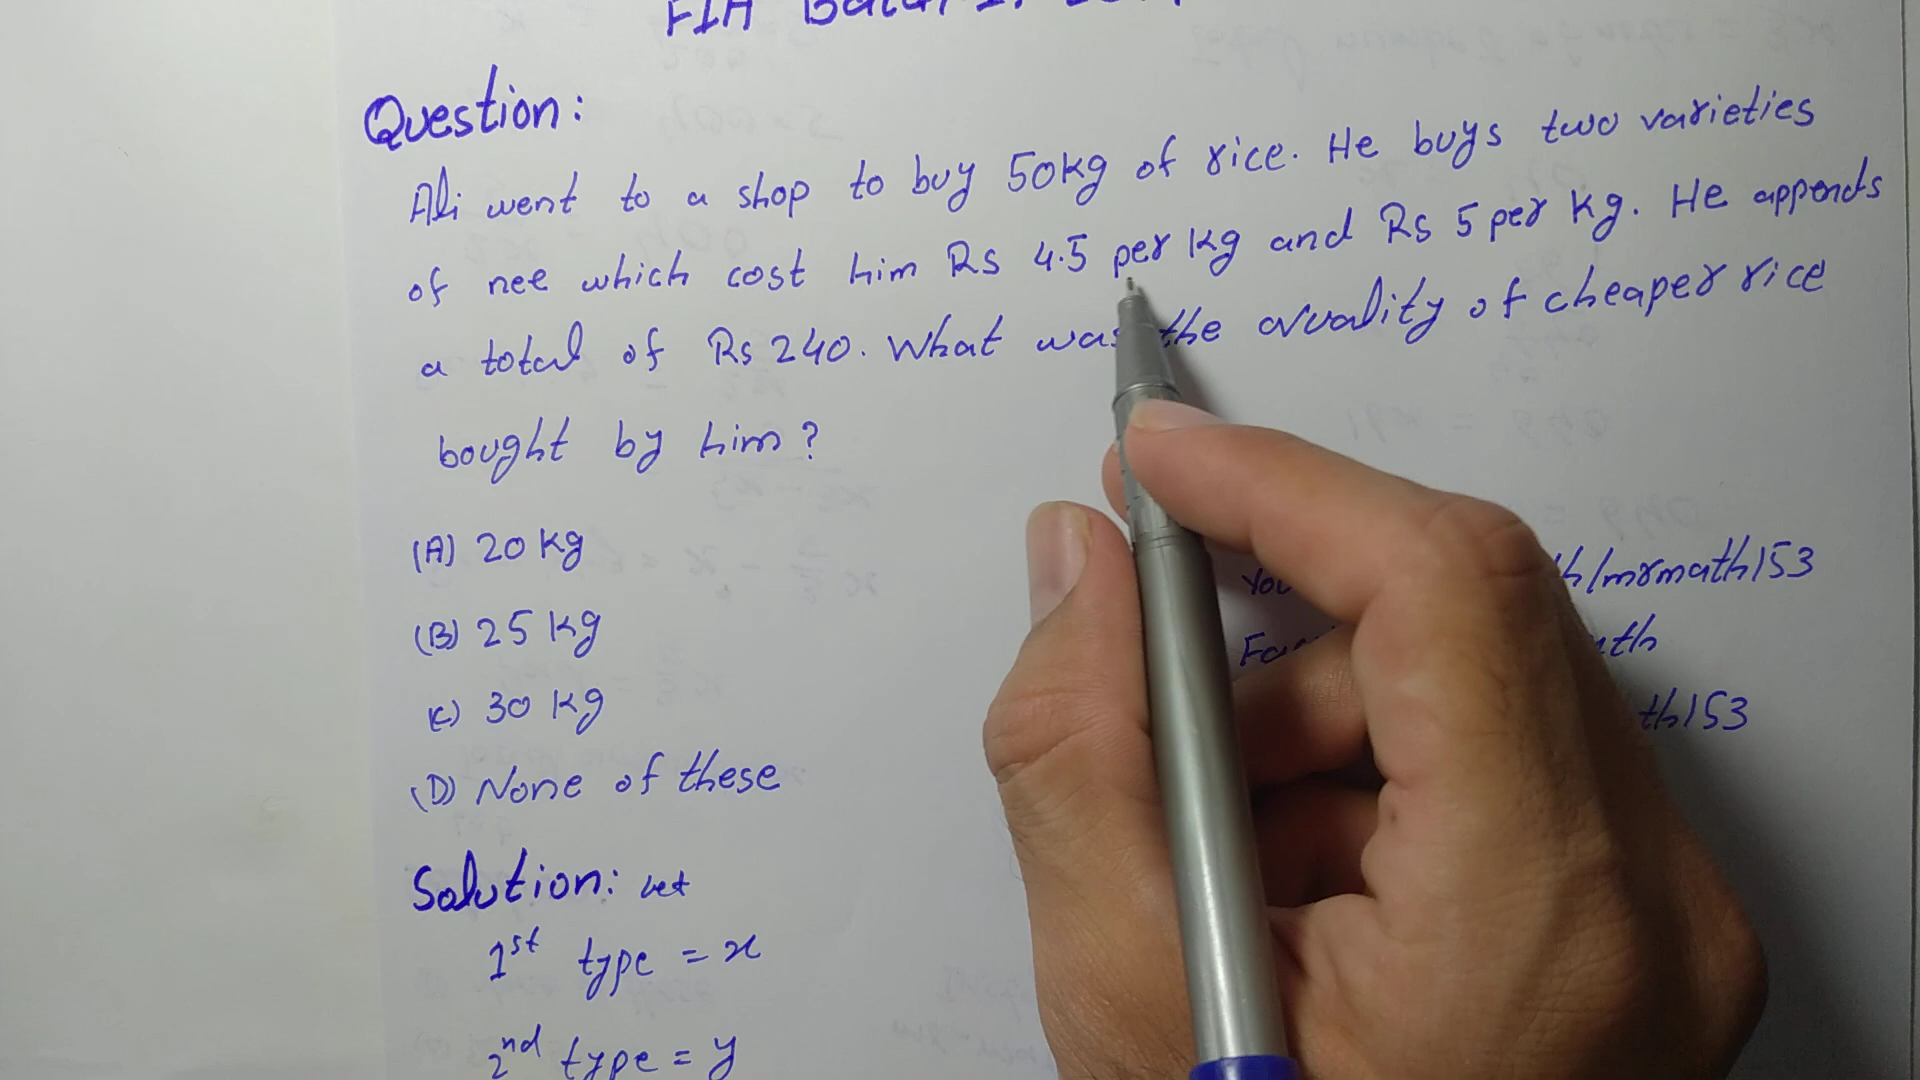 FIA
Question:
Ali went to a shop to buy 50kg of rice. He buys two varieties
of nee which cost him Rs 4.5 per kg and Rs 5 per kg. He appends
a total of Rs 240. What was the quality of cheaper rice
bought by him?
(A) 20 kg
(B) 25 kg
(C) 30 kg
(D) None of these
Solution: Let
1st type = x
2nd type = y